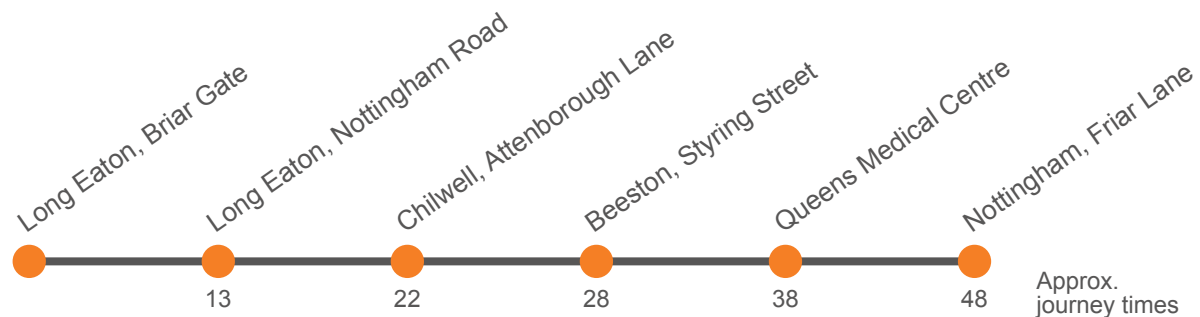 Long Eaton, Briar Gate
Long Eaton, Nottingham Road
Chilwell, Attenborough Lane
Beeston, Styring Street
Queens Medical Centre
Nottingham, Friar Lane
13
22
28
38
48
Approx.
journey times